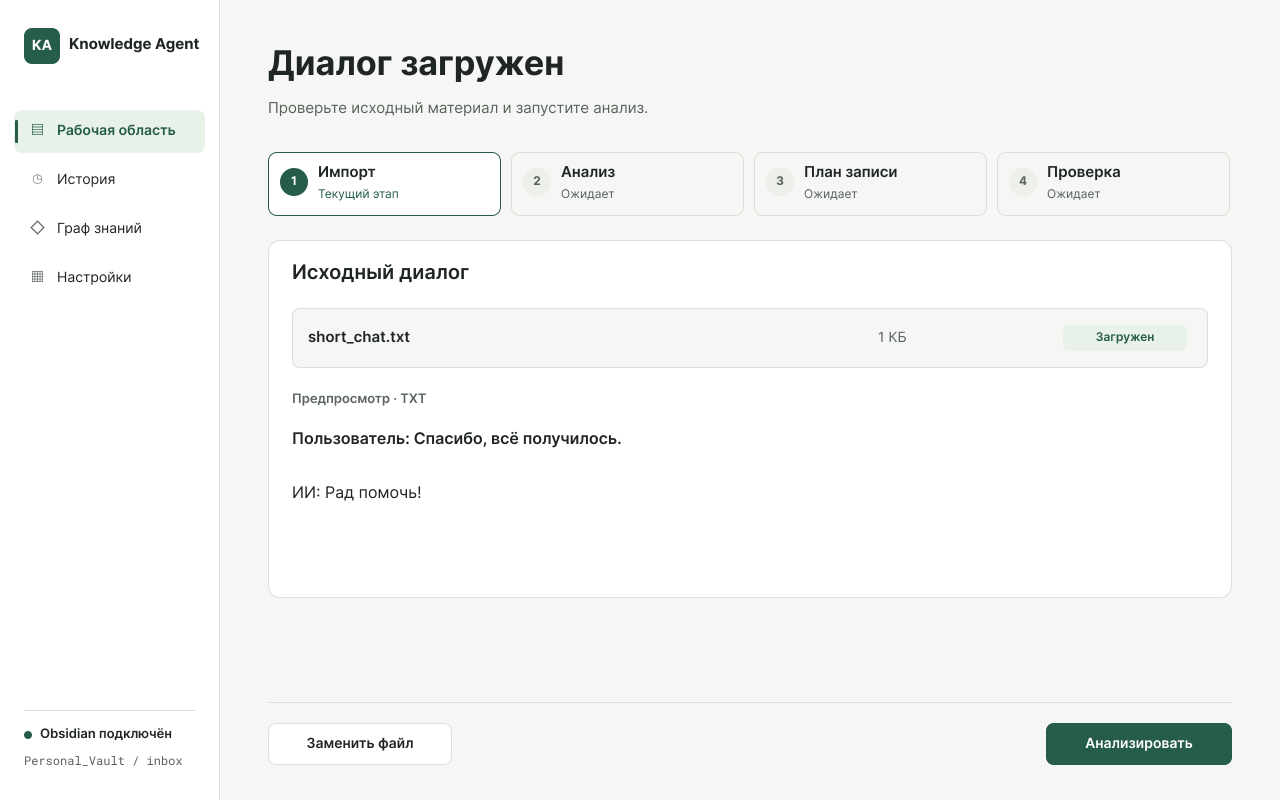 KA
Knowledge Agent
Рабочая область
История
Граф знаний
Настройки
Obsidian подключён
Personal_Vault / inbox
Диалог загружен
Проверьте исходный материал и запустите анализ.
1
Импорт
Текущий этап
2
Анализ
Ожидает
3
План записи
Ожидает
4
Проверка
Ожидает
Исходный диалог
short_chat.txt
1 КБ
Загружен
Предпросмотр · TXT
Пользователь: Спасибо, всё получилось.
ИИ: Рад помочь!
Заменить файл
Анализировать